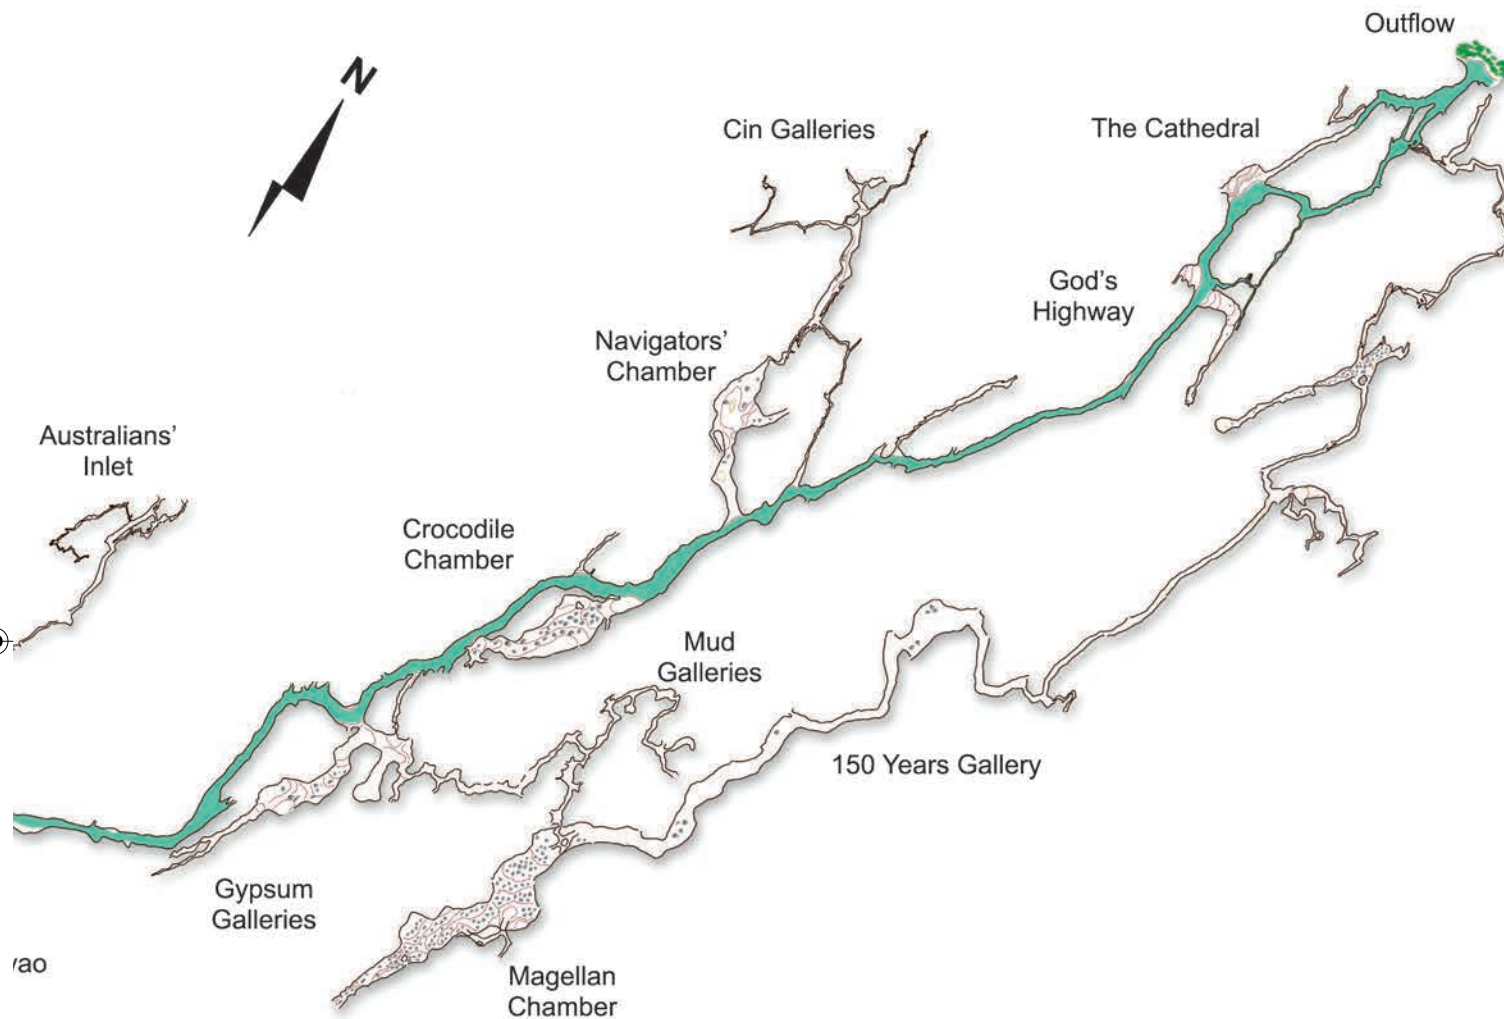 Outflow
N
Cin Galleries
The Cathedral
God's
Highway
Navigators'
Chamber
Australians'
Inlet
Crocodile
Chamber
Mud
Galleries
150 Years Gallery
Gypsum
Galleries
Magellan
Chamber